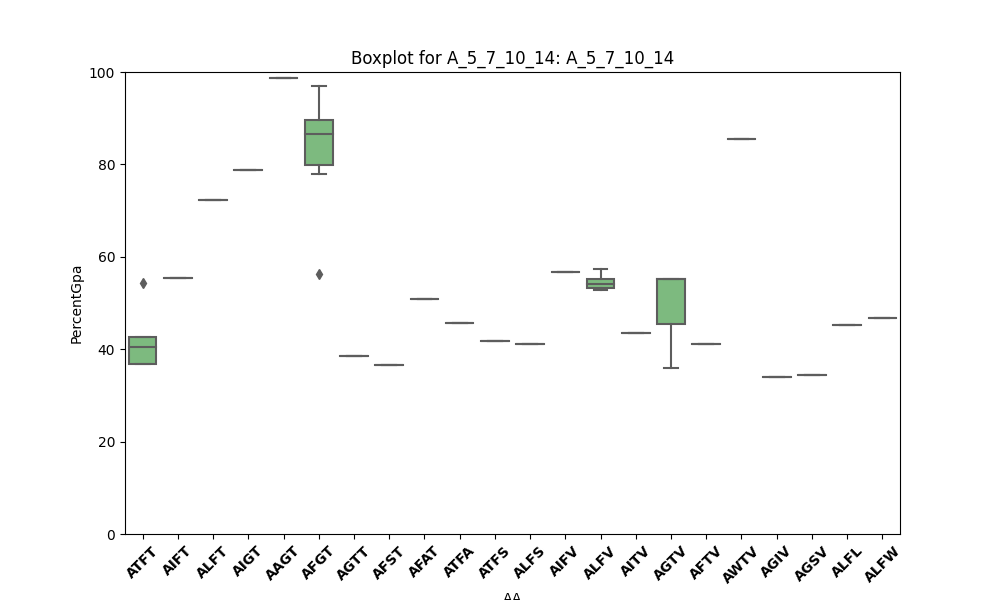 Boxplot for A_5_7_10_14: A_5_7_10_14
100
80
60
40
20
0
PercentGpa
ATFT AIFT ALFT AIGT AAGT AFGT AGTT AFST AFAT ATFA ATFS ALFS AIFV ALFV AITV AGTV AFTV AWTV AGIV AGSV ALFL ALFW
AA